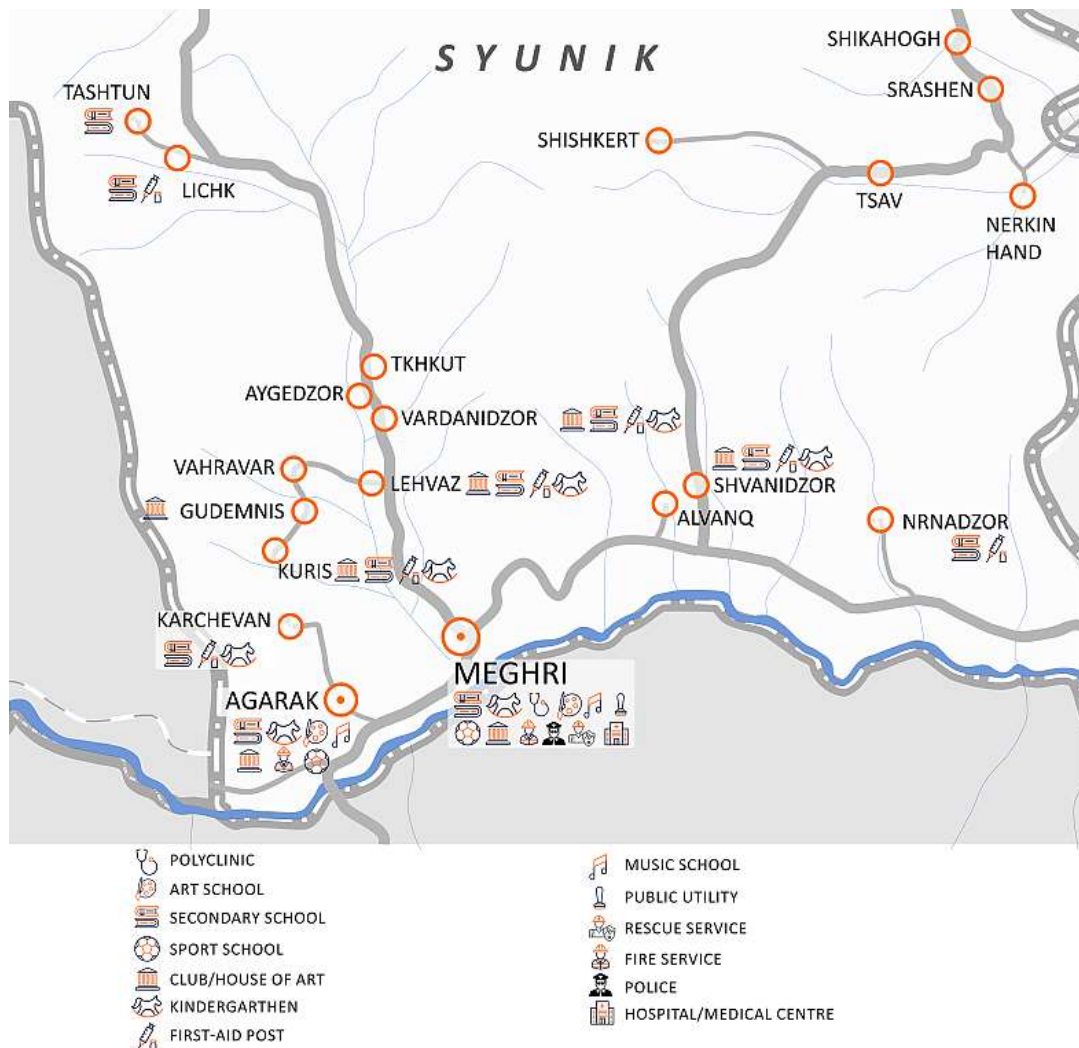 SYUNIK
SHIKAHOGH
SRASHEN
TASHTUN
SHISHKERT
LICHK
TSAV
NERKIN
HAND
TKHKUT
AYGEDZOR
VARDANIDZOR
VAHRAVAR
LEHVAZ
SHVANIDZOR
GUDEMNIS
ALVANQ
NRNADZOR
KURIS
KARCHEVAN
MEGHRI
AGARAK
POLYCLINIC
ART SCHOOL
SECONDARY SCHOOL
SPORT SCHOOL
CLUB/HOUSE OF ART
KINDERGARTHEN
FIRST-AID POST
MUSIC SCHOOL
PUBLIC UTILITY
RESCUE SERVICE
FIRE SERVICE
POLICE
HOSPITAL/MEDICAL CENTRE